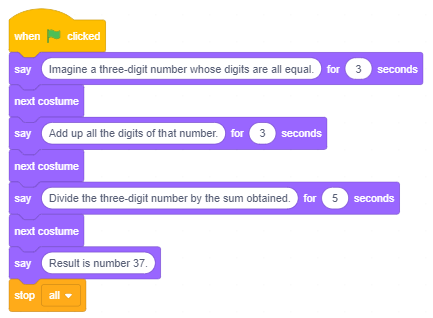 when clicked
say Imagine a three-digit number whose digits are all equal. for 3 seconds
next costume
say Add up all the digits of that number. for 3 seconds
next costume
say Divide the three-digit number by the sum obtained. for 5 seconds
next costume
say Result is number 37.
stop all